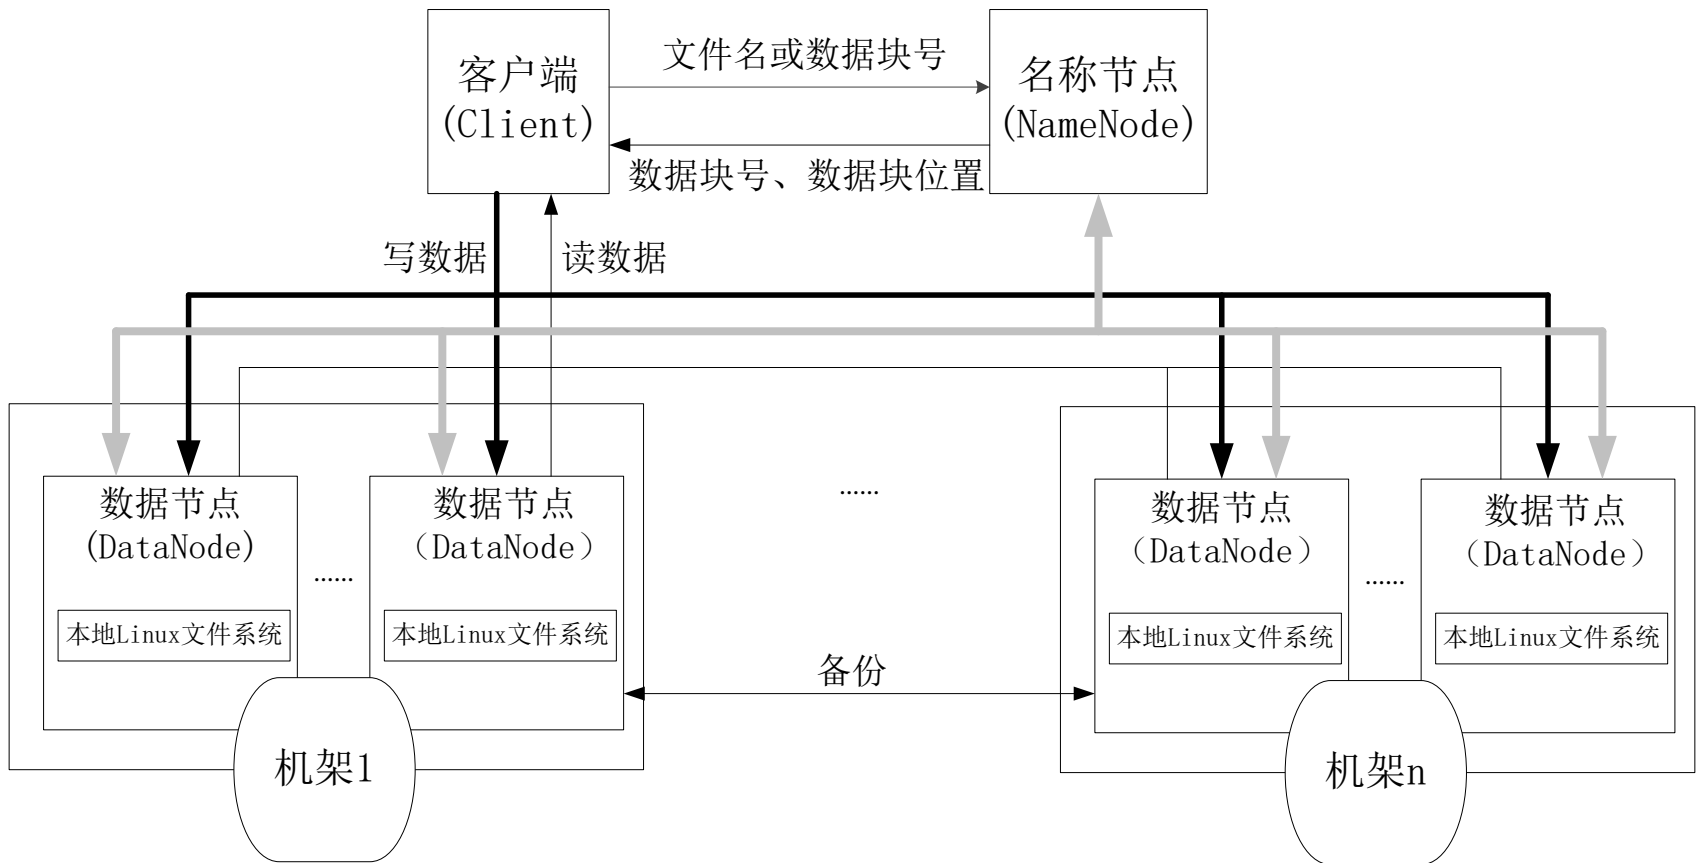 客户端
(Client)
文件名或数据块号
名称节点
(NameNode)
数据块号、数据块位置
写数据
读数据
数据节点
(DataNode)
......
本地Linux文件系统
数据节点
（DataNode）
本地Linux文件系统
机架1
......
备份
数据节点
（DataNode）
......
本地Linux文件系统
数据节点
（DataNode）
本地Linux文件系统
机架n